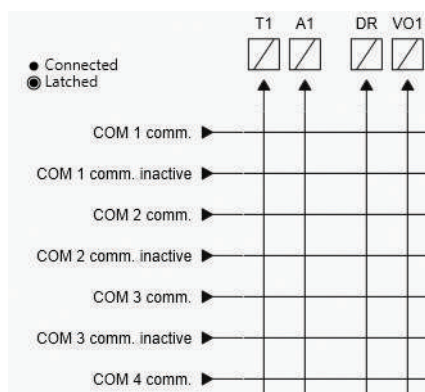 T1 A1 DR VO1
Connected
Latched
COM 1 comm.
COM 1 comm. inactive
COM 2 comm.
COM 2 comm. inactive
COM 3 comm.
COM 3 comm. inactive
COM 4 comm.